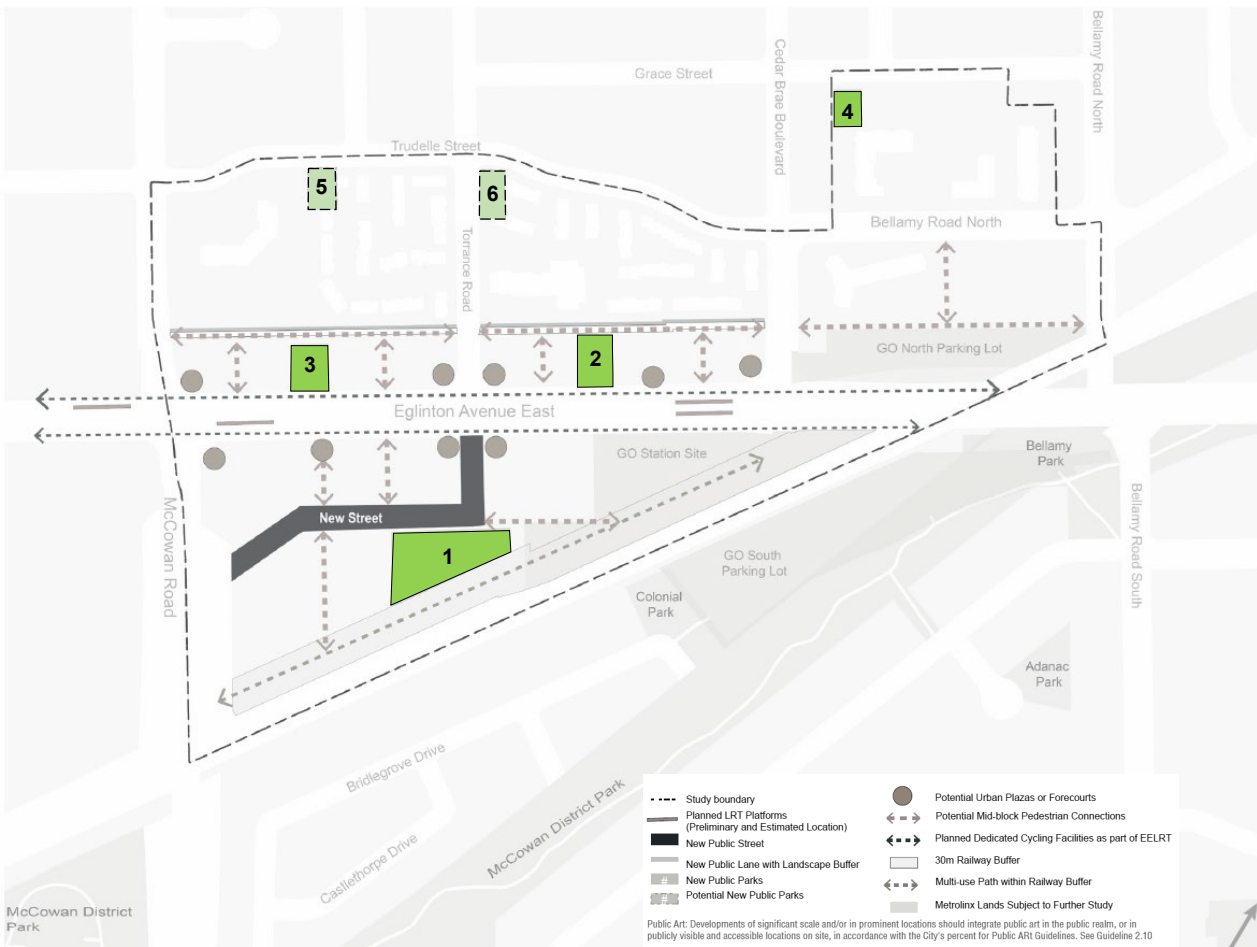 Grace Street
Cedar Brae Boulevard
Bellamy Road North
4
Trudelle Street
5
6
Bellamy Road North
Torrance Road
3
2
GO North Parking Lot
Eglinton Avenue East
GO Station Site
Bellamy
Park
New Street
McCowan Road
1
GO South
Parking Lot
Bellamy Road South
Colonial
Park
Adanac
Park
Bridlegrove Drive
McCowan District Park
Castlethorpe Drive
McCowan District
Park
Study boundary
Planned LRT Platforms
(Preliminary and Estimated Location)
New Public Street
New Public Lane with Landscape Buffer
# New Public Parks
# Potential New Public Parks
Potential Urban Plazas or Forecourts
Potential Mid-block Pedestrian Connections
Planned Dedicated Cycling Facilities as part of EELRT
30m Railway Buffer
Multi-use Path within Railway Buffer
Metrolinx Lands Subject to Further Study
Public Art: Developments of significant scale and/or in prominent locations should integrate public art in the public realm, or in
publicly visible and accessible locations on site, in accordance with the City's percent for Public ARt Guidelines. See Guideline 2.10